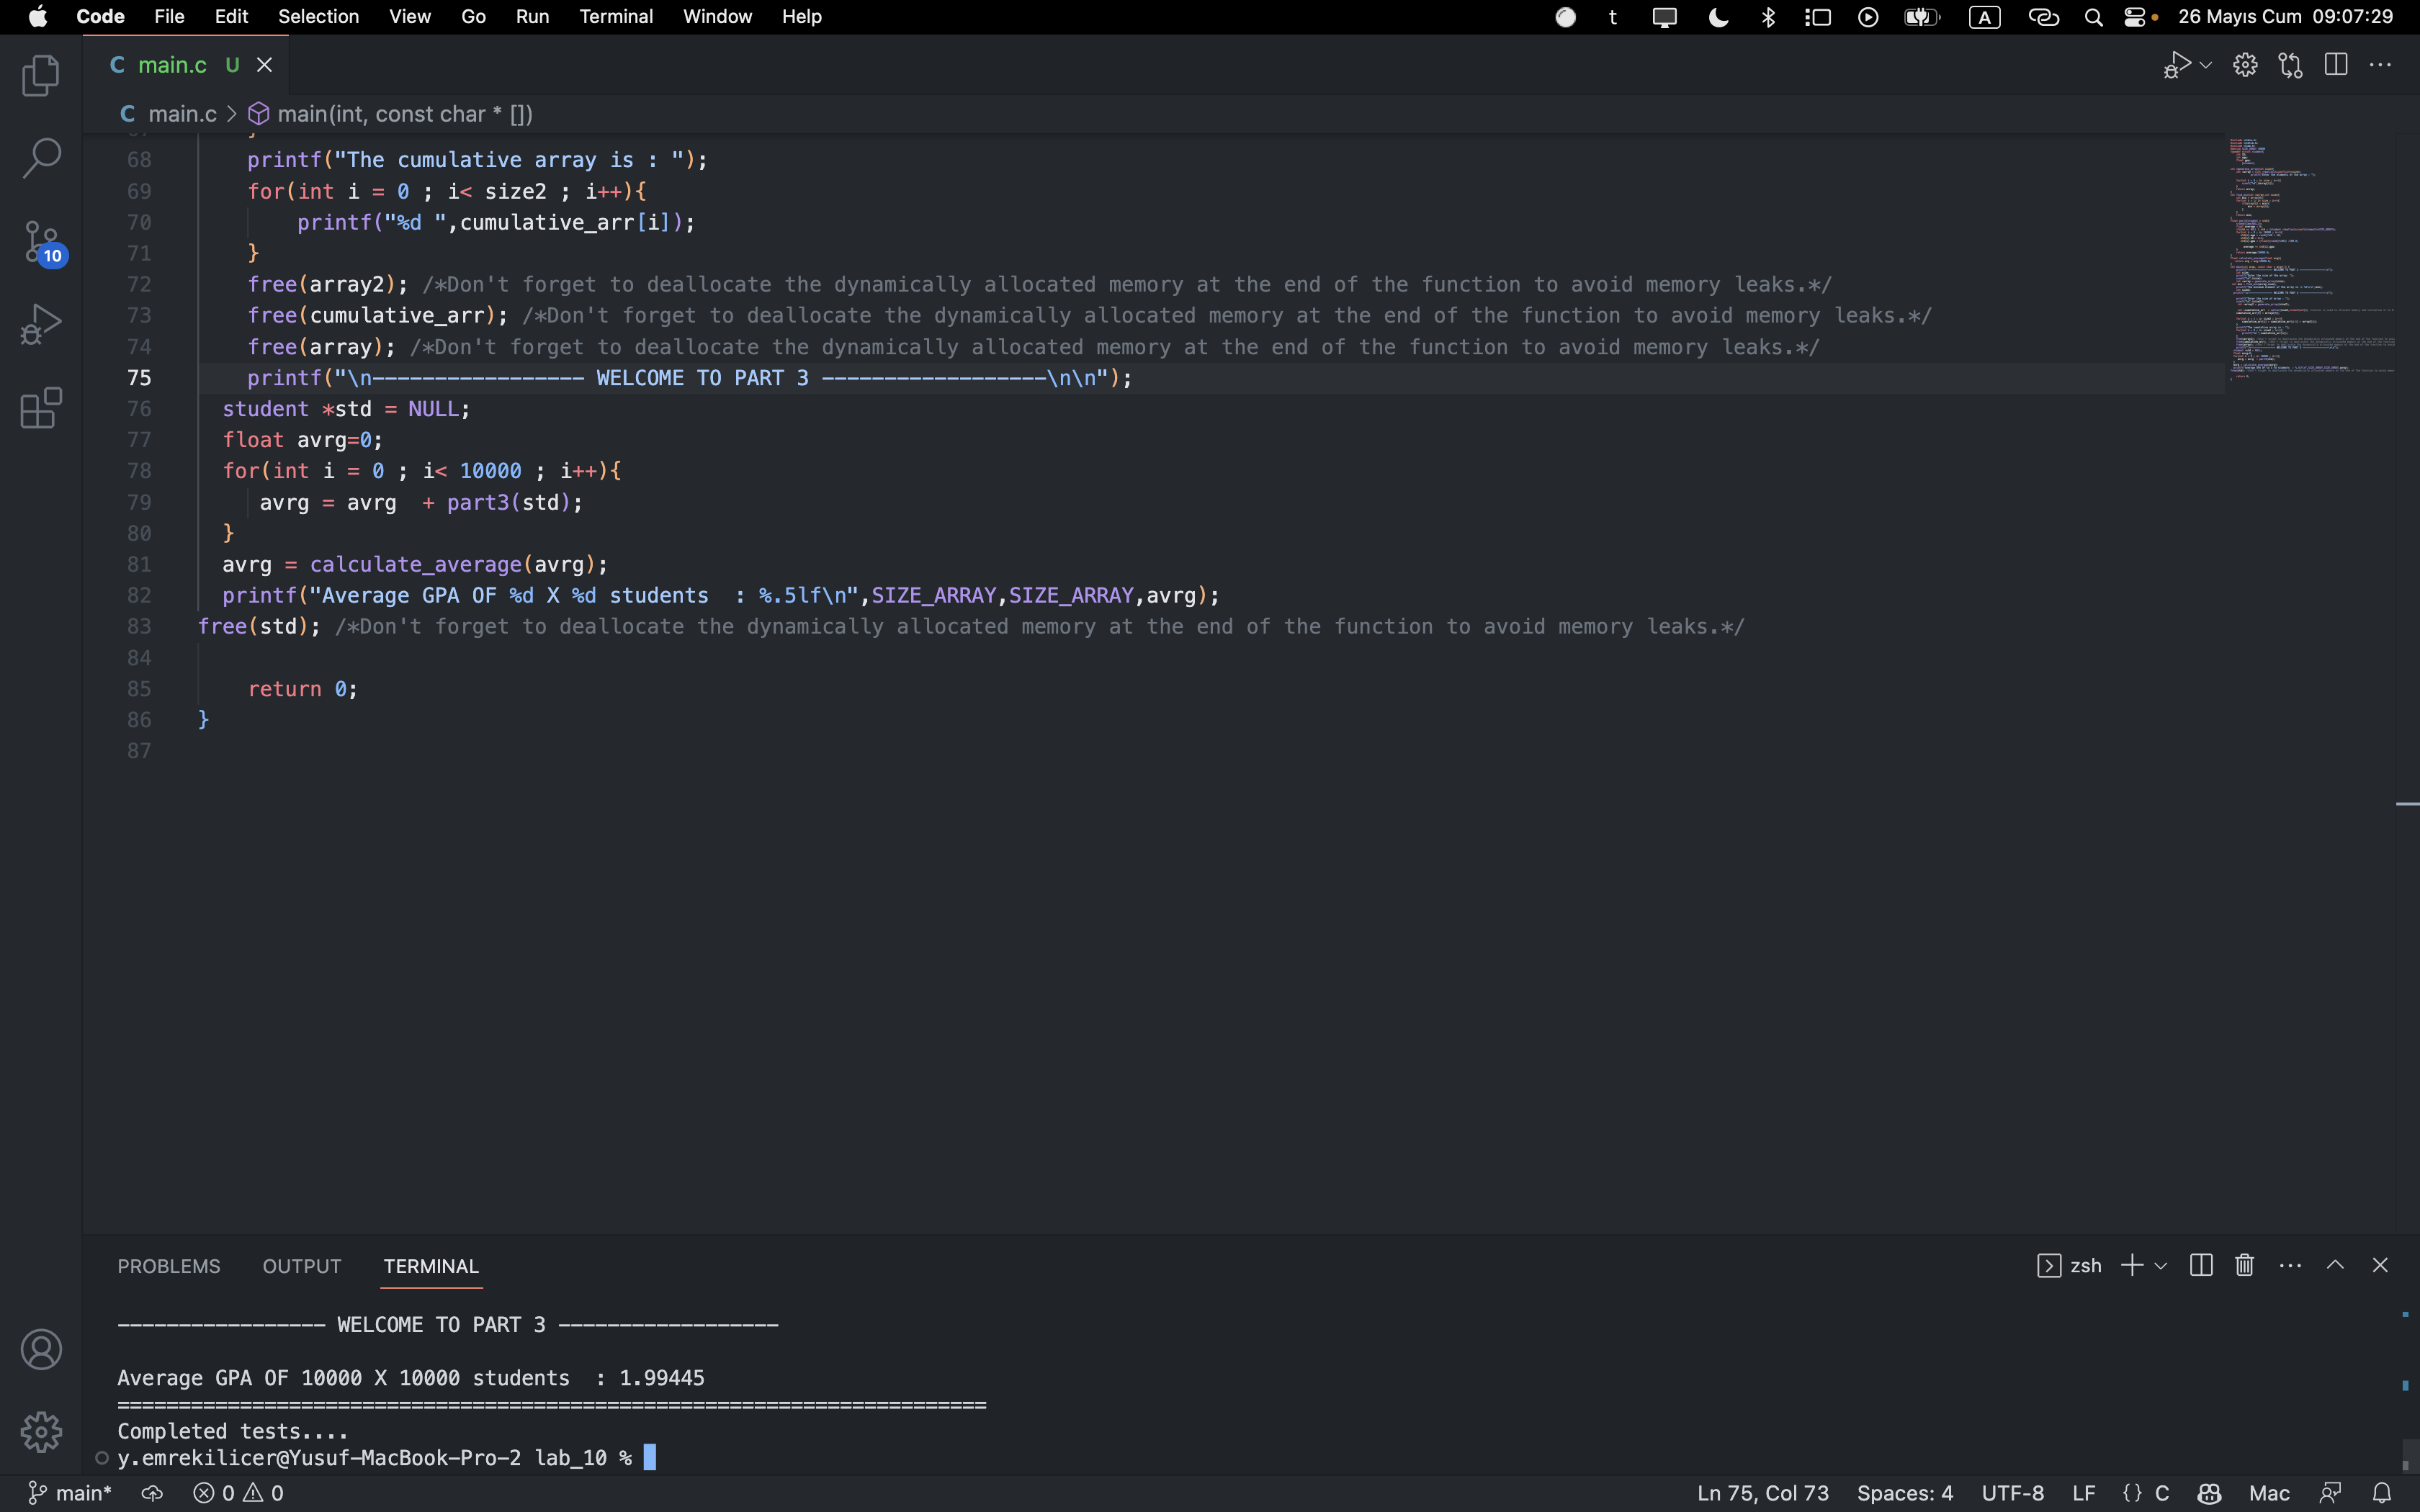 Code File Edit Selection View Go Run Terminal Window Help t A 26 Mayıs Cum 09:07:29
C main.c U
C main.c > main(int, const char * [])
68 printf("The cumulative array is : ");
69 for(int i = 0 ; i< size2 ; i++){
70 printf("%d ",cumulative_arr[i]);
71 }
72 free(array2); /*Don't forget to deallocate the dynamically allocated memory at the end of the function to avoid memory leaks.*/
73 free(cumulative_arr); /*Don't forget to deallocate the dynamically allocated memory at the end of the function to avoid memory leaks.*/
74 free(array); /*Don't forget to deallocate the dynamically allocated memory at the end of the function to avoid memory leaks.*/
75 printf("\n----------------- WELCOME TO PART 3 ------------------\n\n");
76 student *std = NULL;
77 float avrg=0;
78 for(int i = 0 ; i< 10000 ; i++){
79 avrg = avrg  + part3(std);
80 }
81 avrg = calculate_average(avrg);
82 printf("Average GPA OF %d X %d students  : %.5lf\n",SIZE_ARRAY,SIZE_ARRAY,avrg);
83 free(std); /*Don't forget to deallocate the dynamically allocated memory at the end of the function to avoid memory leaks.*/
84
85 return 0;
86 }
87
10
PROBLEMS OUTPUT TERMINAL zsh
----------------- WELCOME TO PART 3 ------------------
Average GPA OF 10000 X 10000 students  : 1.99445
=======================================================================
Completed tests....
y.emrekilicer@Yusuf-MacBook-Pro-2 lab_10 %
main* 0 0 Ln 75, Col 73 Spaces: 4 UTF-8 LF {} C Mac